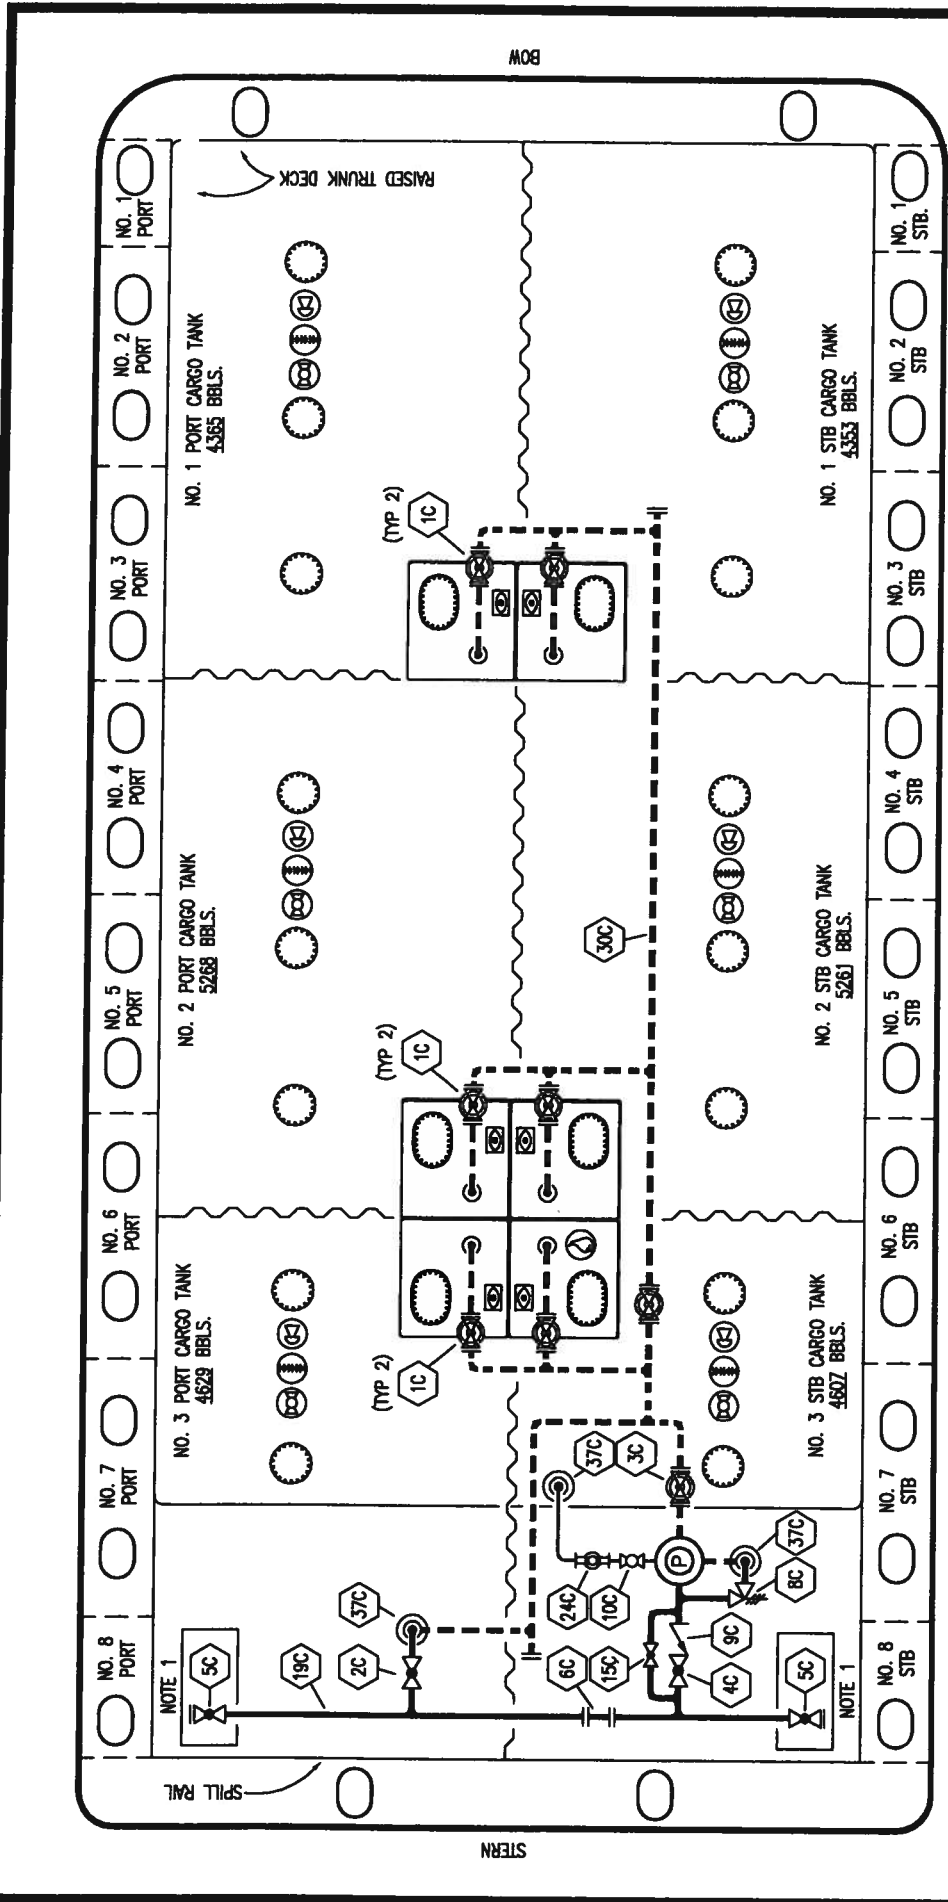 BOW
RAISED TRUNK DECK
NO. 1
PORT
NO. 2
PORT
NO. 3
PORT
NO. 4
PORT
NO. 5
PORT
NO. 6
PORT
NO. 7
PORT
NO. 8
PORT
NO. 1 PORT CARGO TANK
4365 BBLS.
NO. 2 PORT CARGO TANK
5268 BBLS.
NO. 3 PORT CARGO TANK
4629 BBLS.
(TYP 2)
1C
(TYP 2)
1C
(TYP 2)
1C
30C
37C
3C
24C
10C
P
37C
8C
37C
2C
19C
NOTE 1
5C
6C
15C
9C
4C
5C
NOTE 1
NO. 1 STB CARGO TANK
4353 BBLS.
NO. 2 STB CARGO TANK
5261 BBLS.
NO. 3 STB CARGO TANK
4607 BBLS.
NO. 1
STB.
NO. 2
STB
NO. 3
STB
NO. 4
STB
NO. 5
STB
NO. 6
STB
NO. 7
STB
NO. 8
STB
SPILL RAIL
STERN